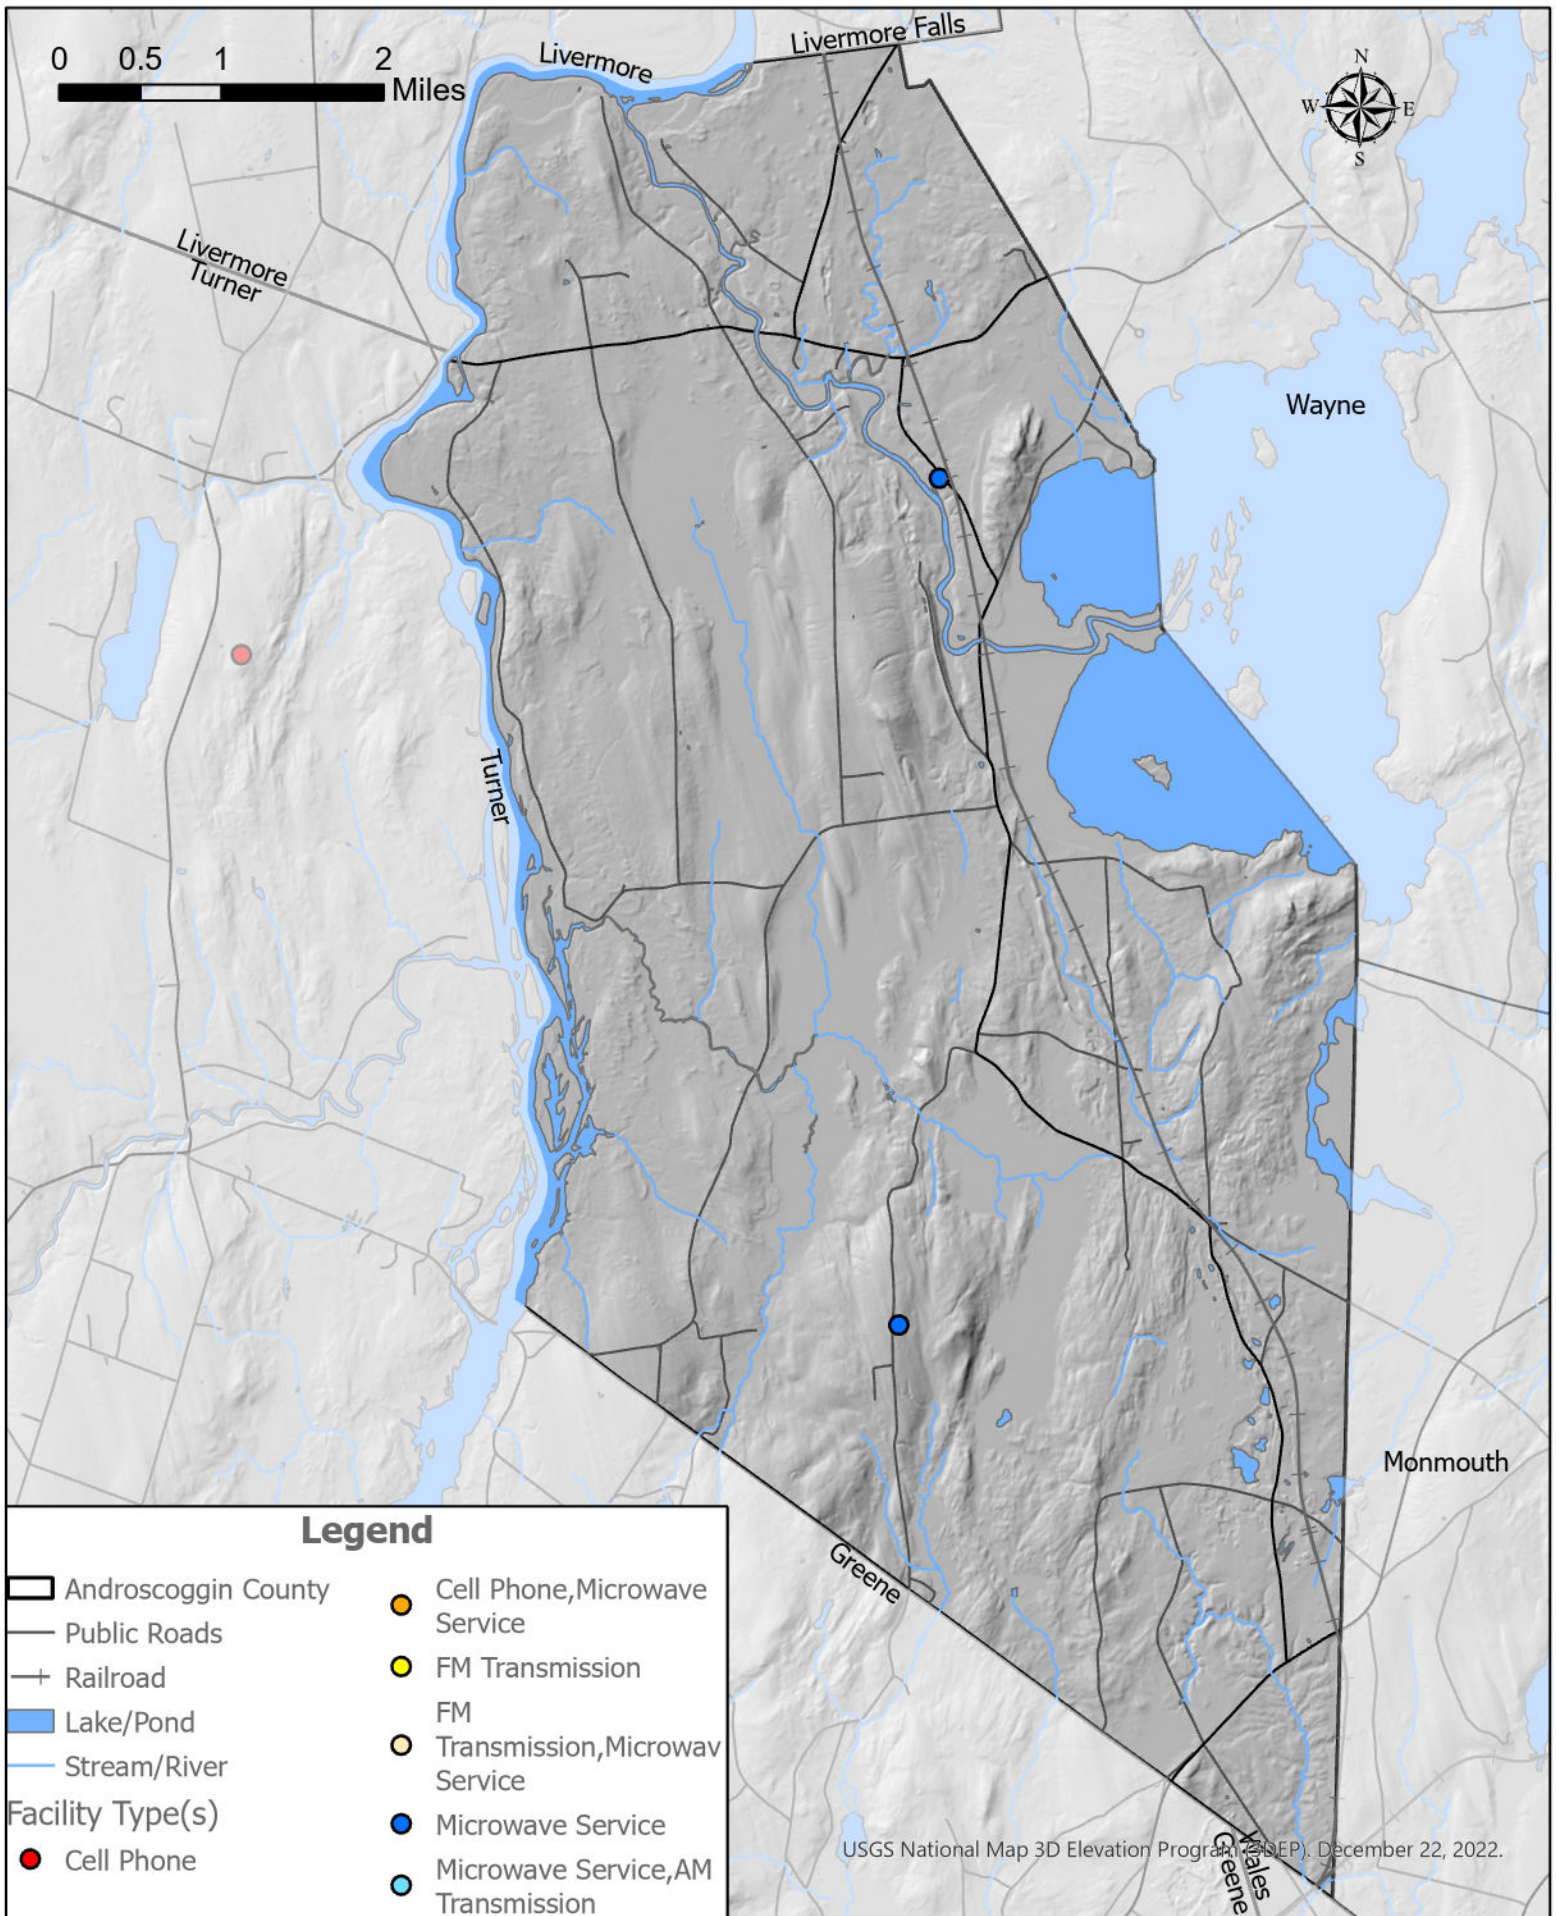 0 0.5 1 2
Miles
Livermore
Livermore Falls
N
W E
S
Livermore
Turner
Wayne
Turner
Monmouth
Greene
Legend
Androscoggin County
Public Roads
Railroad
Lake/Pond
Stream/River
Facility Type(s)
Cell Phone
Cell Phone,Microwave
Service
FM Transmission
FM
Transmission,Microwav
Service
Microwave Service
Microwave Service,AM
Transmission
USGS National Map 3D Elevation Program (3DEP). December 22, 2022.
Wales
Greene